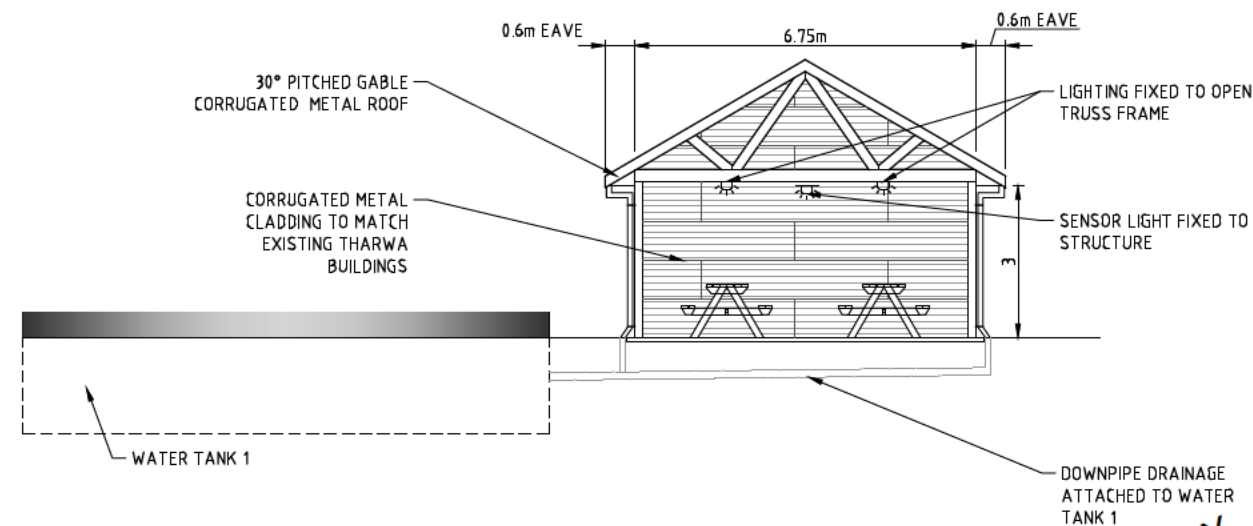 0.6m EAVE
6.75m
0.6m EAVE
30° PITCHED GABLE
CORRUGATED METAL ROOF
LIGHTING FIXED TO OPEN
TRUSS FRAME
CORRUGATED METAL
CLADDING TO MATCH
EXISTING THARWA
BUILDINGS
SENSOR LIGHT FIXED TO
STRUCTURE
3
WATER TANK 1
DOWNPIPE DRAINAGE
ATTACHED TO WATER
TANK 1